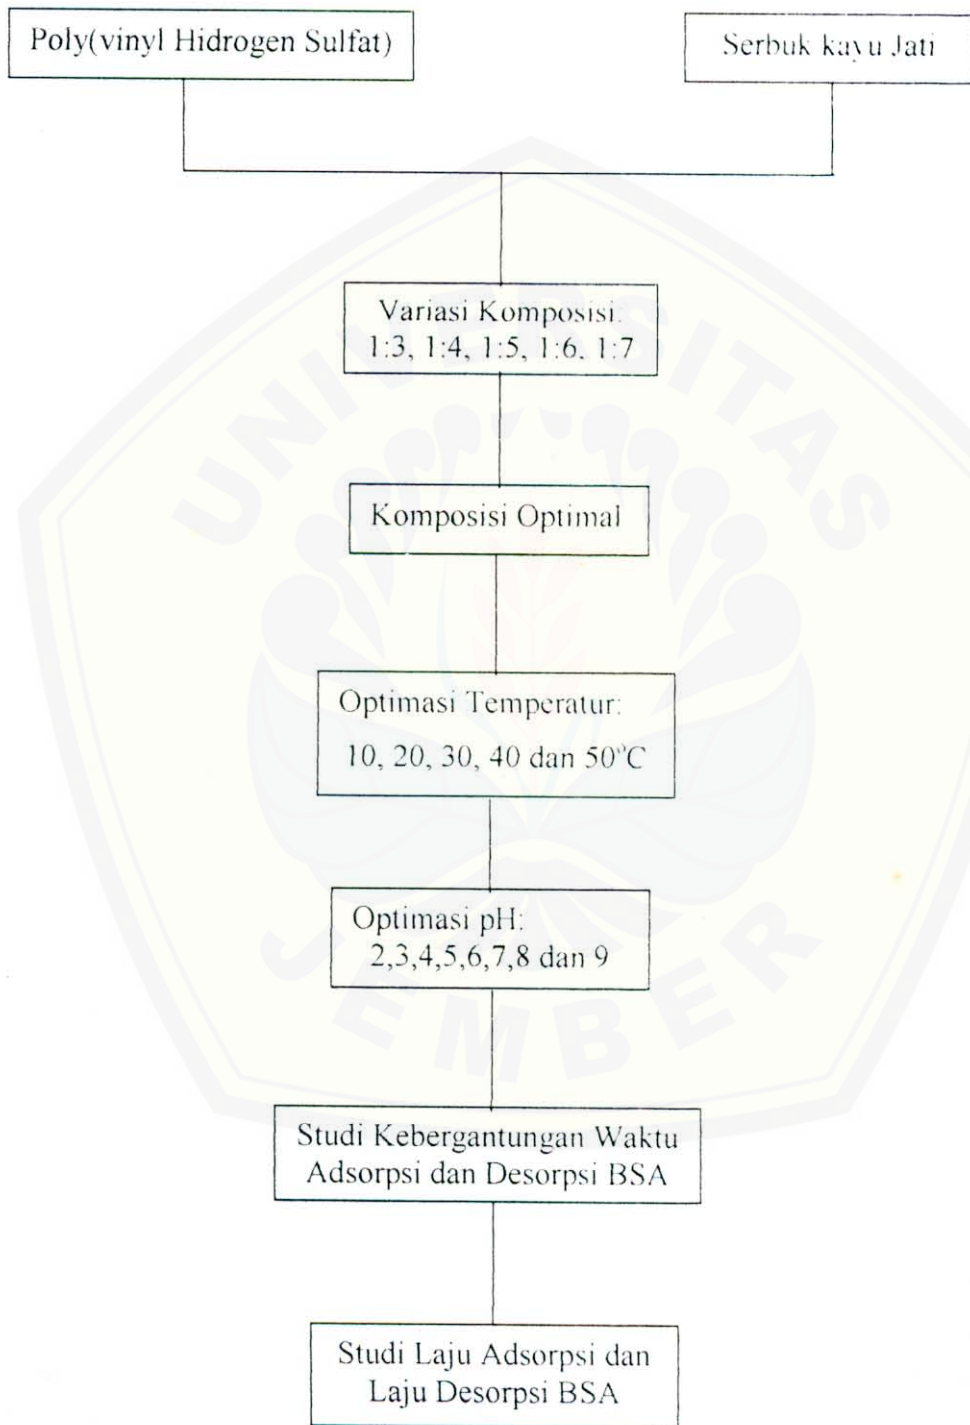 Poly(vinyl Hidrogen Sulfat)
Serbuk kayu Jati
Variasi Komposisi:
1:3, 1:4, 1:5, 1:6, 1:7
Komposisi Optimal
Optimasi Temperatur:
10, 20, 30, 40 dan 50°C
Optimasi pH:
2,3,4,5,6,7,8 dan 9
Studi Kebergantungan Waktu
Adsorpsi dan Desorpsi BSA
Studi Laju Adsorpsi dan
Laju Desorpsi BSA
UNIVERSITAS
JEMBER